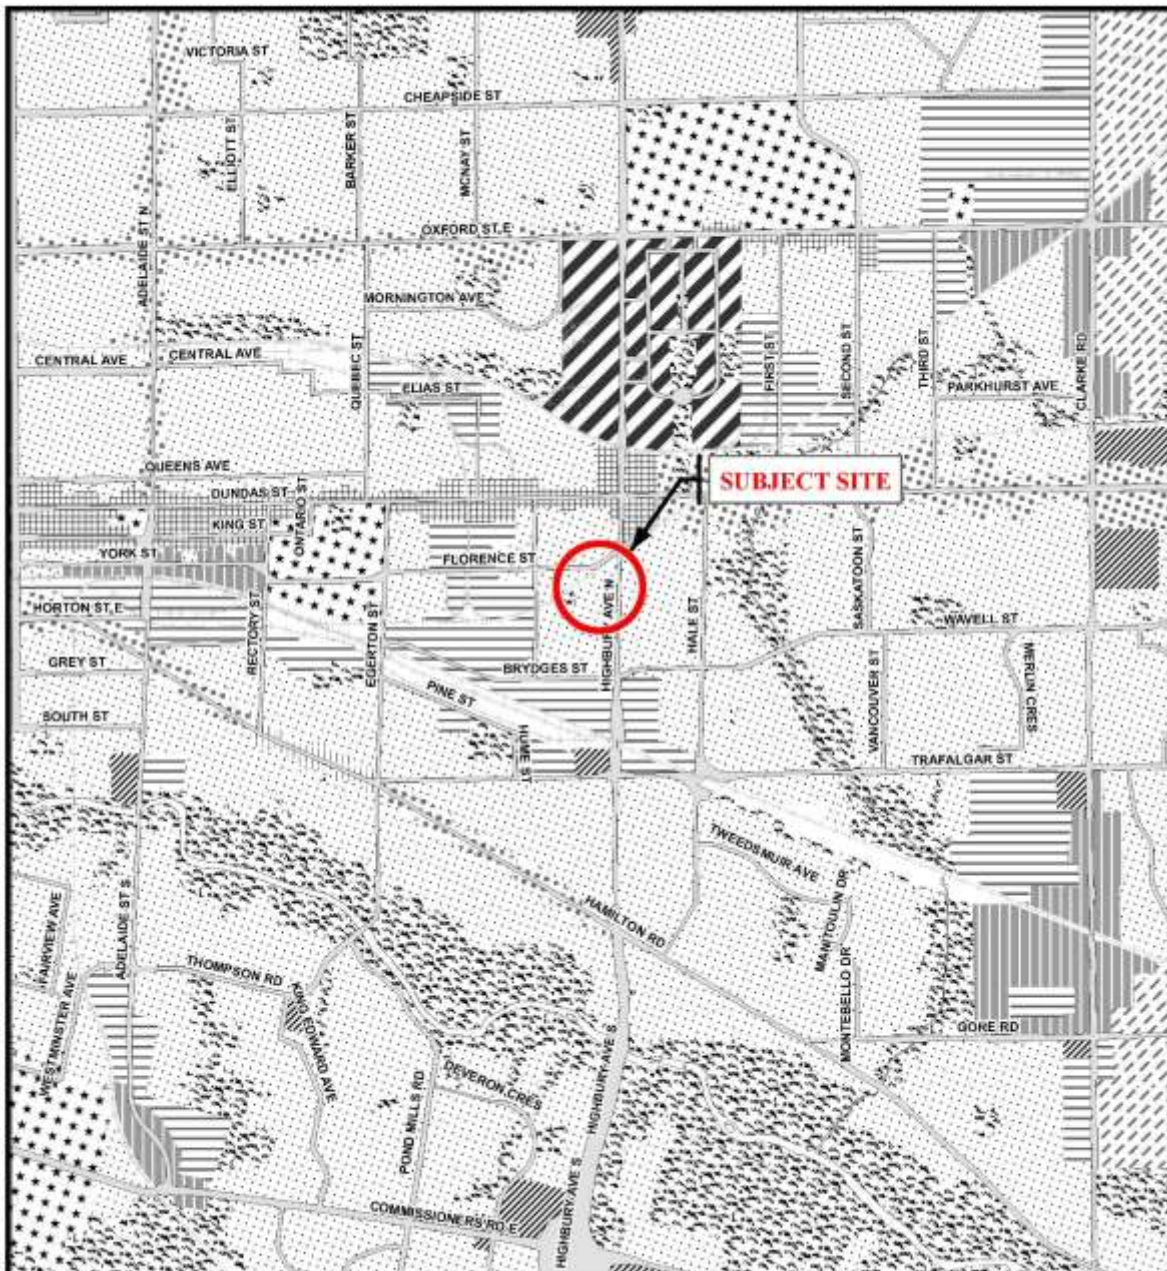 VICTORIA ST
CHEAPSIDE ST
ELLIOTT ST
BARKER ST
MCNAY ST
ADELAIDE ST N
OXFORD ST E
MORNINGTON AVE
CENTRAL AVE
CENTRAL AVE
QUEBEC ST
ELIAS ST
FIRST ST
SECOND ST
THIRD ST
PARKHURST AVE
CLARKE RD
QUEENS AVE
DUNDAS ST
SUBJECT SITE
KING ST
ONTARIO ST
YORK ST
FLORENCE ST
HIGHBURY AVE N
HALE ST
SASKATOON ST
WAVELL ST
HORTON ST E
RECTORY ST
EGERTON ST
GREY ST
BRYDGES ST
PINE ST
VANCOUVER ST
MERLIN CRES
SOUTH ST
HUME ST
TRAFALGAR ST
TWEEDSMUIR AVE
MANITOULIN DR
HAMILTON RD
FAIRVIEW AVE
ADELAIDE ST S
THOMPSON RD
WESTMINSTER AVE
KING EDWARD AVE
MONTEBELLO DR
GORE RD
HIGHBURY AVE S
DEVERON CRES
POND MILLS RD
COMMISSIONERS RD E
HIGHBURY AVE S